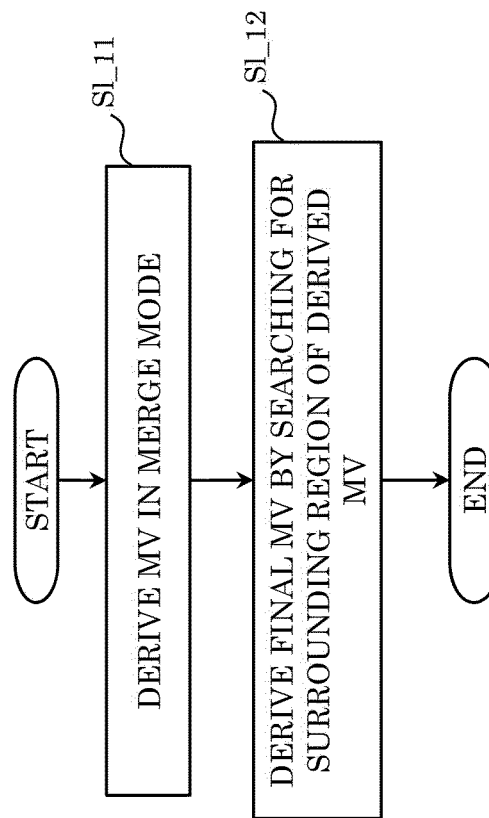 START
Sl_11
DERIVE MV IN MERGE MODE
Sl_12
DERIVE FINAL MV BY SEARCHING FOR
SURROUNDING REGION OF DERIVED
MV
END